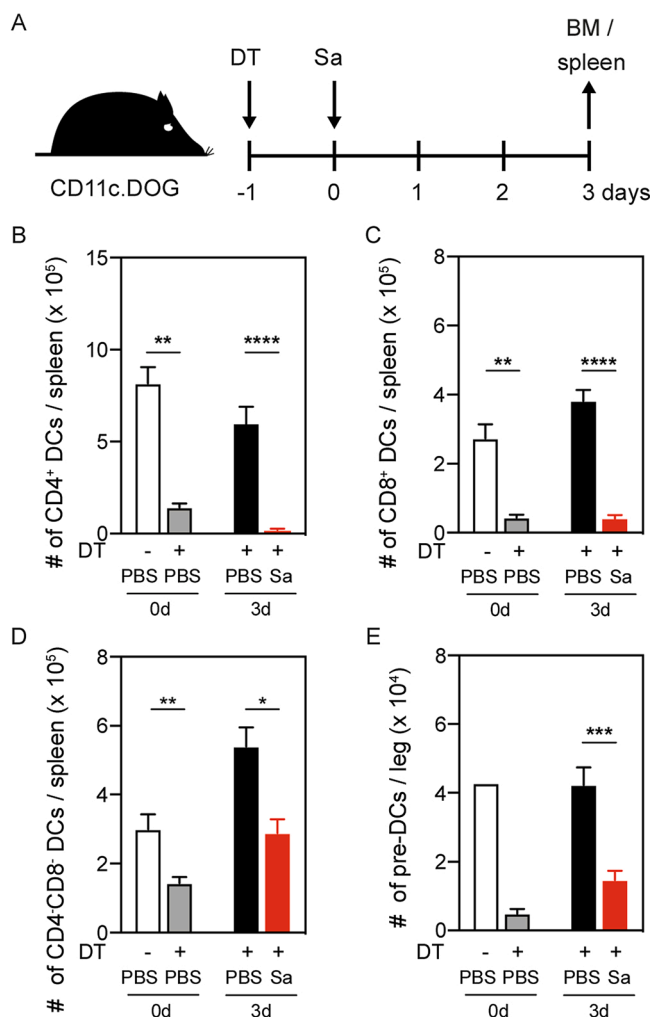 A
DT
Sa
BM /
spleen
CD11c.DOG
-1 0 1 2 3 days
B
# of CD4⁺ DCs / spleen (x 10⁵)
15
10
5
0
** ****
DT - + + +
PBS PBS PBS Sa
0d 3d
C
# of CD8⁺ DCs / spleen (x 10⁵)
8
6
4
2
0
** ****
DT - + + +
PBS PBS PBS Sa
0d 3d
D
# of CD4⁻CD8⁻ DCs / spleen (x 10⁵)
8
6
4
2
0
** *
DT - + + +
PBS PBS PBS Sa
0d 3d
E
# of pre-DCs / leg (x 10⁴)
8
6
4
2
0
***
DT - + + +
PBS PBS PBS Sa
0d 3d